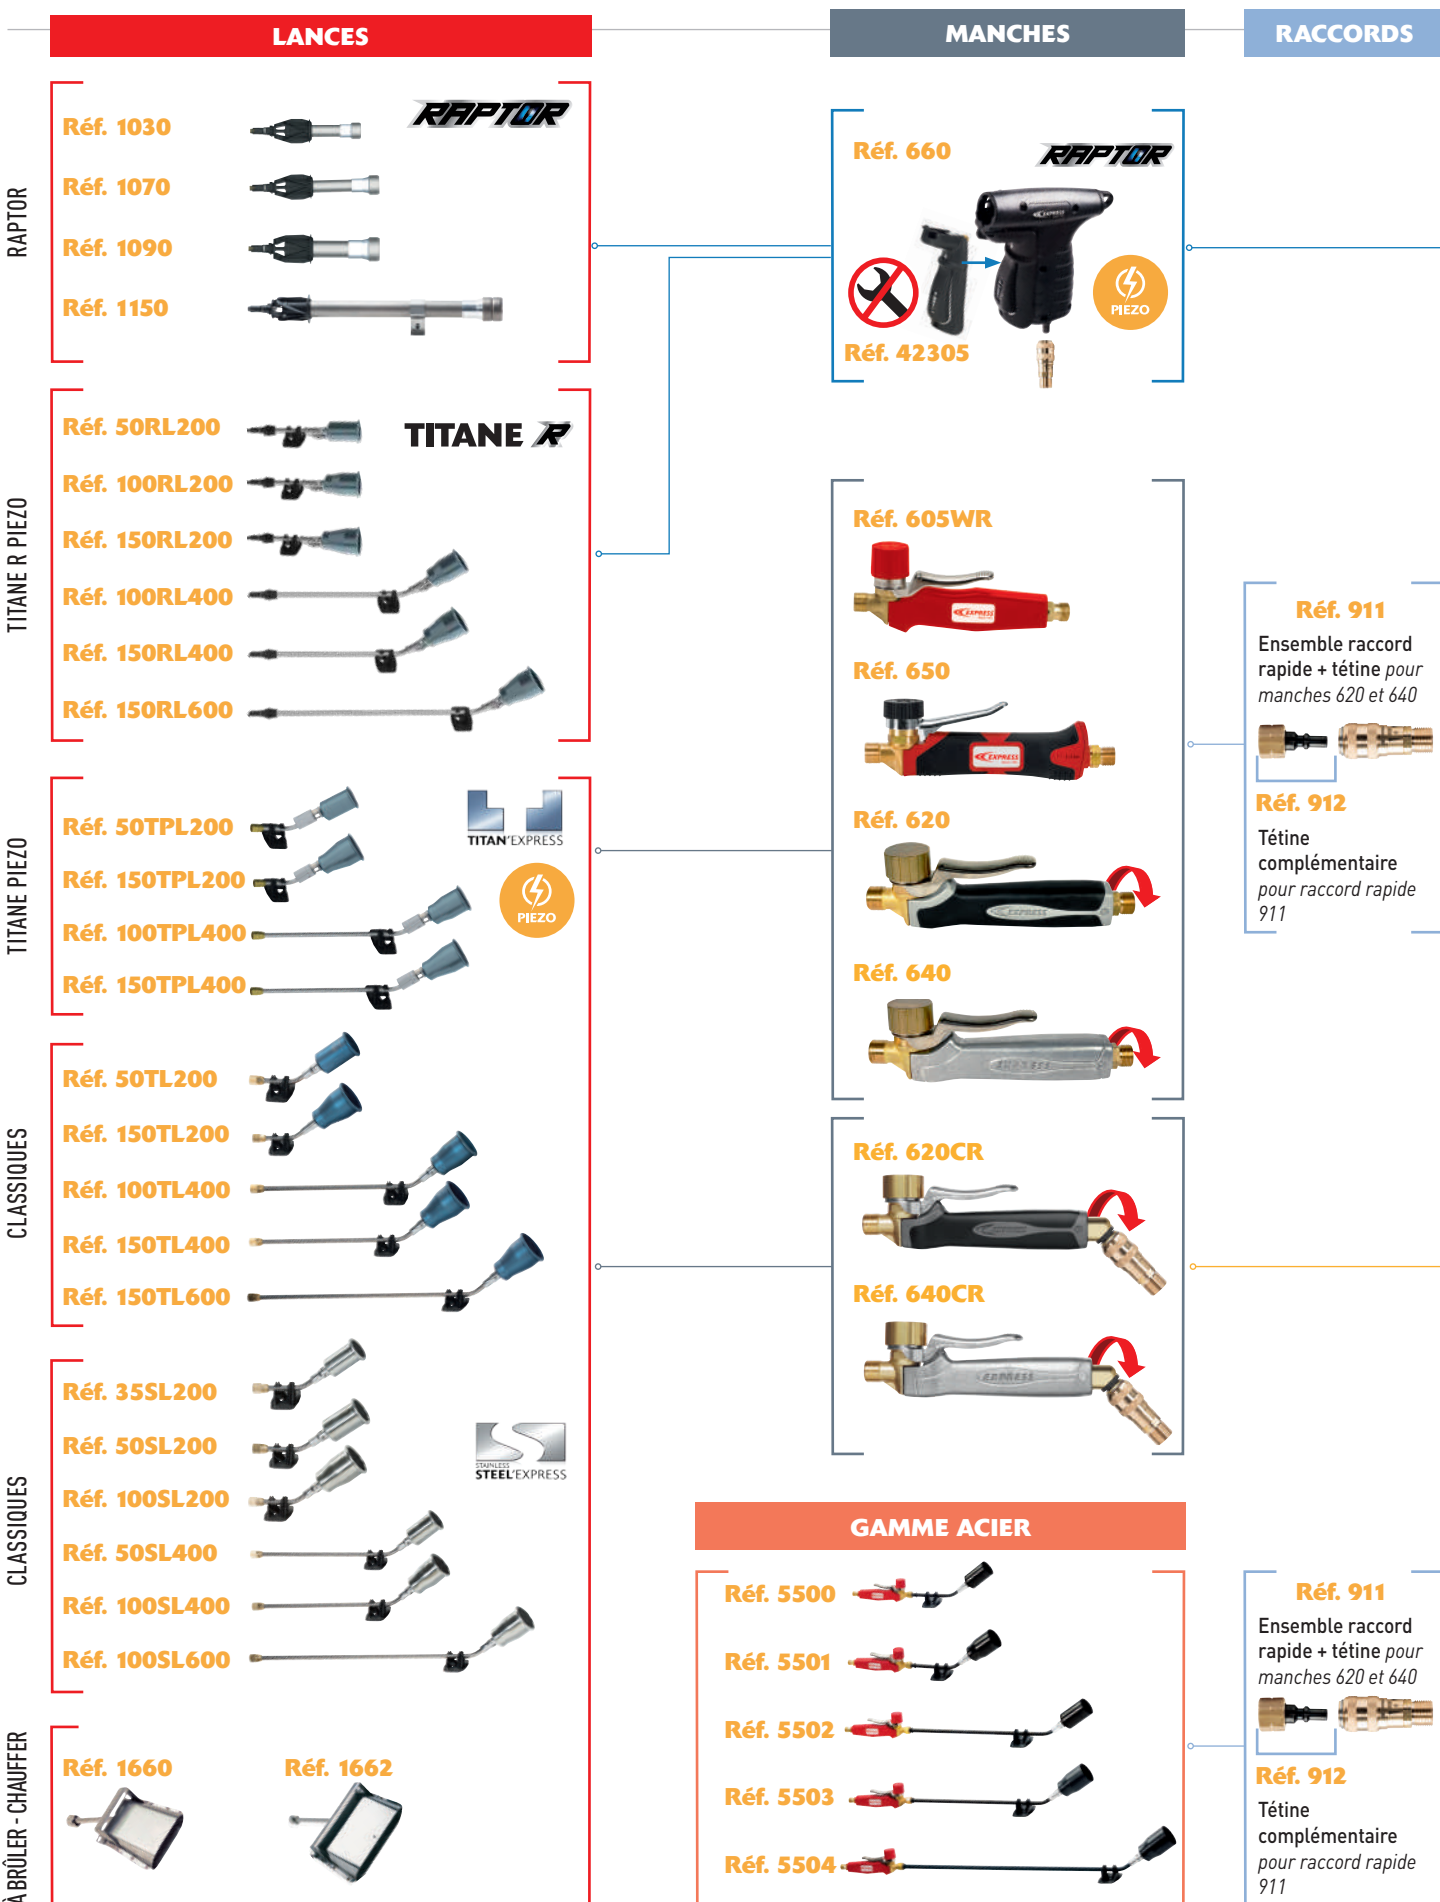 LANCES
MANCHES
RACCORDS
RAPTOR
RAPTOR
Réf. 1030
Réf. 1070
Réf. 1090
Réf. 1150
Réf. 660
RAPTOR
EXPRESS
PIEZO
Réf. 42305
TITANE R PIEZO
TITANE R
Réf. 50RL200
Réf. 100RL200
Réf. 150RL200
Réf. 100RL400
Réf. 150RL400
Réf. 150RL600
TITANE PIEZO
TITAN'EXPRESS
PIEZO
Réf. 50TPL200
Réf. 150TPL200
Réf. 100TPL400
Réf. 150TPL400
CLASSIQUES
Réf. 50TL200
Réf. 150TL200
Réf. 100TL400
Réf. 150TL400
Réf. 150TL600
CLASSIQUES
Réf. 35SL200
Réf. 50SL200
Réf. 100SL200
Réf. 50SL400
Réf. 100SL400
Réf. 100SL600
STAINLESS
STEEL'EXPRESS
À BRÛLER - CHAUFFER
Réf. 1660
Réf. 1662
Réf. 605WR
EXPRESS
Réf. 650
EXPRESS
Réf. 620
EXPRESS
Réf. 640
EXPRESS
Réf. 620CR
Réf. 640CR
EXPRESS
Réf. 911
Ensemble raccord
rapide + tétine pour
manches 620 et 640
Réf. 912
Tétine
complémentaire
pour raccord rapide
911
GAMME ACIER
Réf. 5500
Réf. 5501
Réf. 5502
Réf. 5503
Réf. 5504
Réf. 911
Ensemble raccord
rapide + tétine pour
manches 620 et 640
Réf. 912
Tétine
complémentaire
pour raccord rapide
911